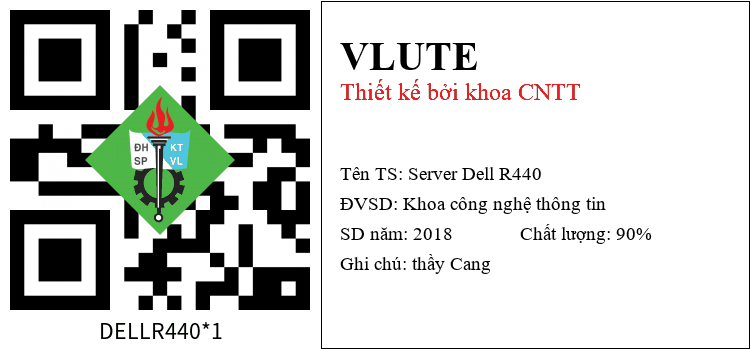 ĐH KT
SP VL
DELLR440*1
VLUTE
Thiết kế bởi khoa CNTT
Tên TS: Server Dell R440
ĐVSD: Khoa công nghệ thông tin
SD năm: 2018 Chất lượng: 90%
Ghi chú: thầy Cang